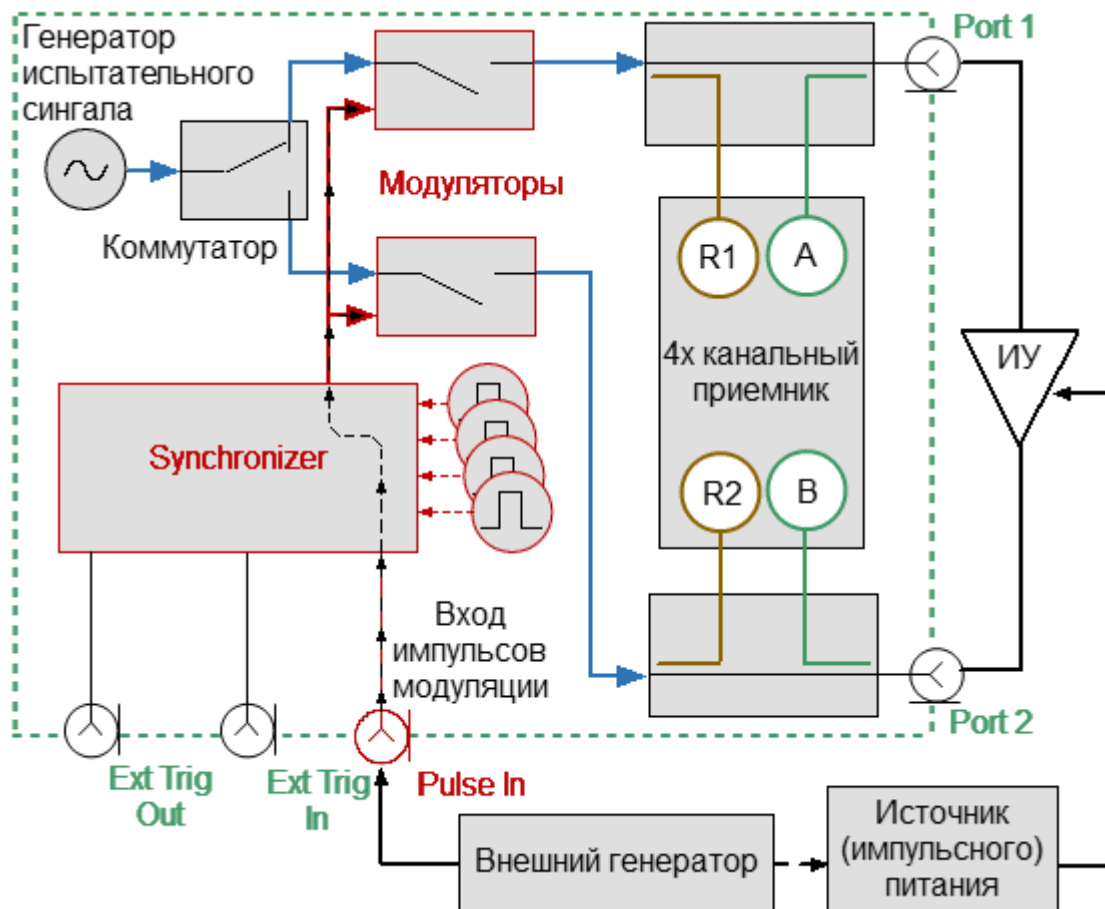 Генератор
испытательного
сингала
Port 1
Модуляторы
Коммутатор
R1
A
4х канальный
приемник
ИУ
Synchronizer
R2
B
Вход
импульсов
модуляции
Port 2
Ext Trig
Out
Ext Trig
In
Pulse In
Внешний генератор
Источник
(импульсного)
питания